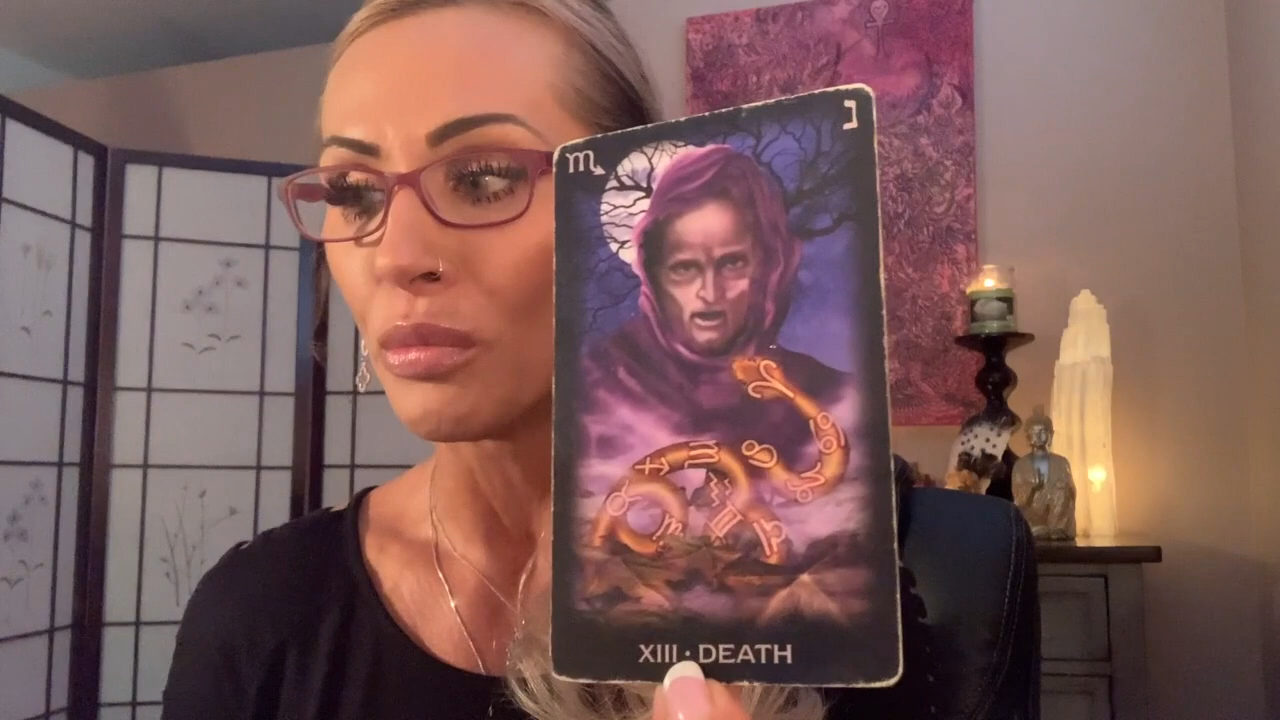 ♏ נ
XIII • DEATH